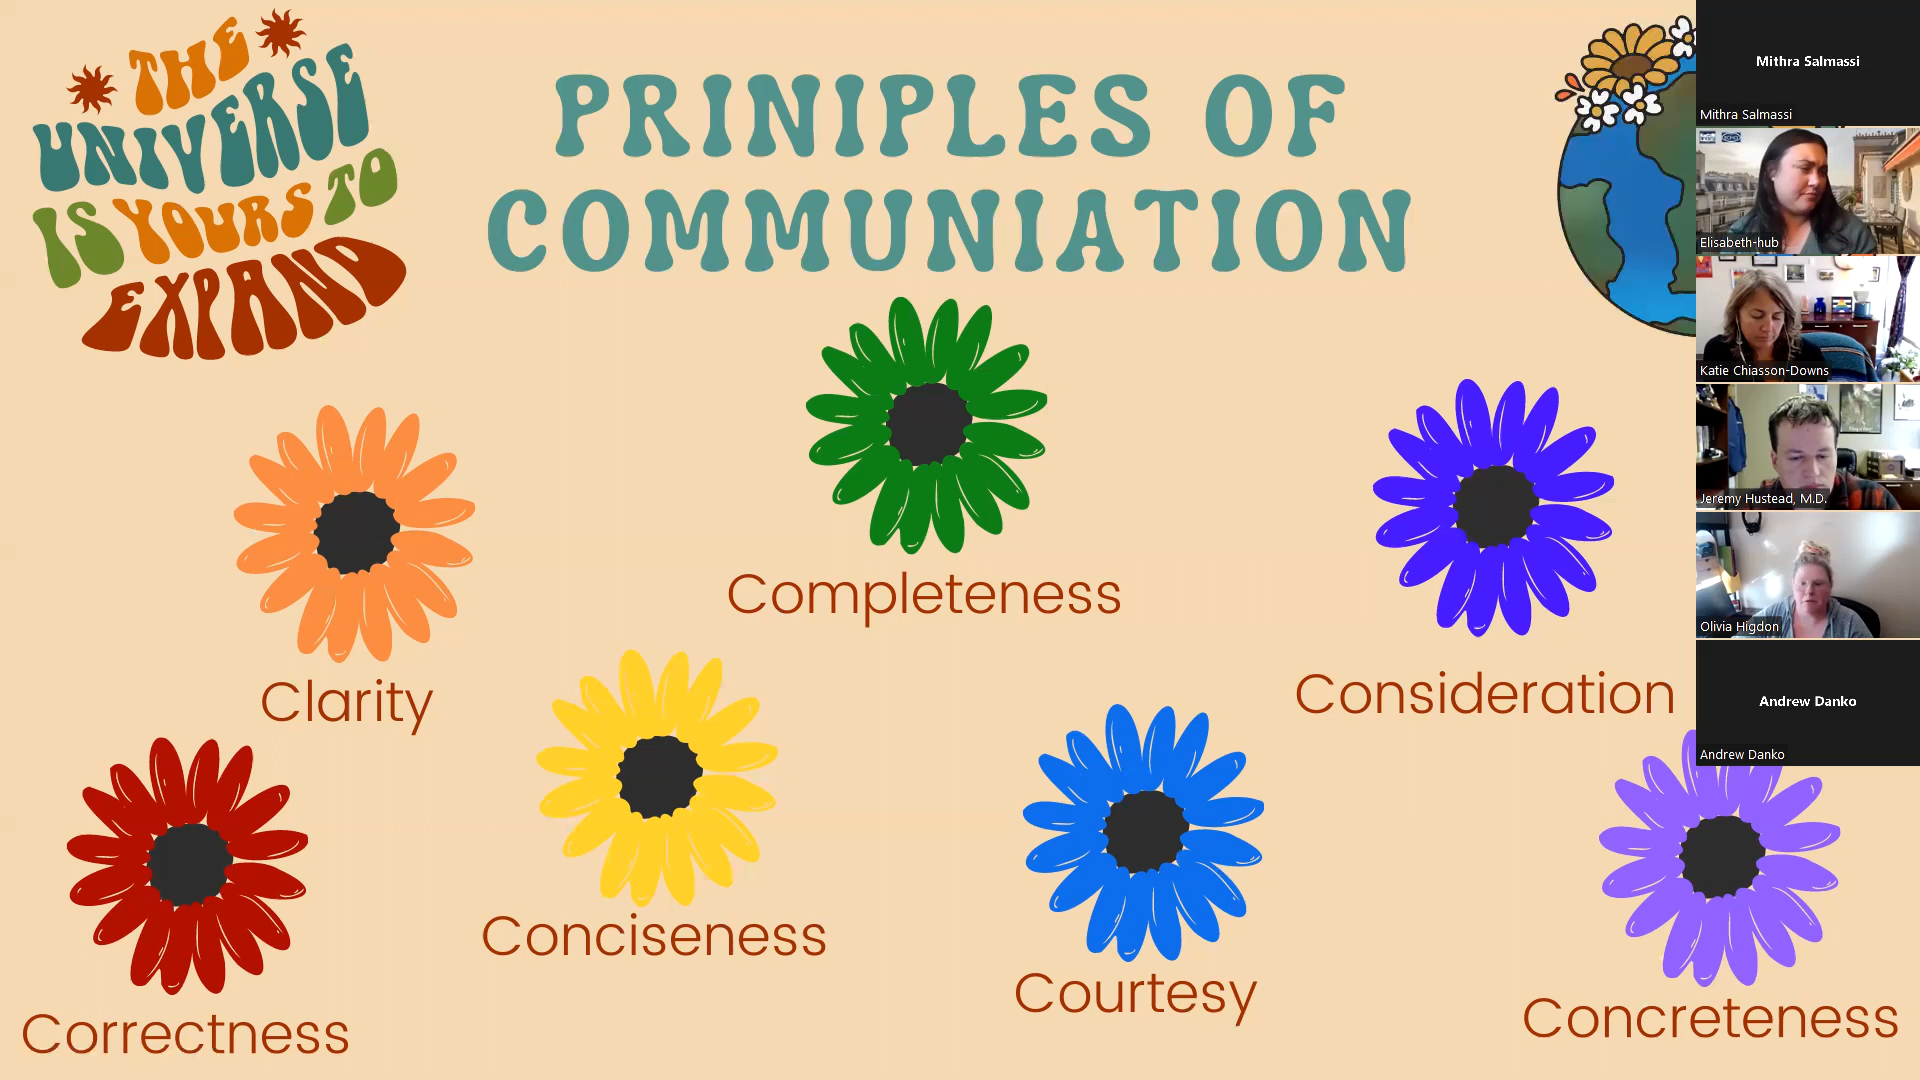 THE
UNIVERSE
IS YOURS TO
EXPAND
PRINIPLES OF
COMMUNIATION
Completeness
Clarity
Consideration
Conciseness
Courtesy
Correctness
Concreteness
Mithra Salmassi
Mithra Salmassi
Elisabeth-hub
Katie Chiasson-Downs
Jeremy Hustead, M.D.
Olivia Higdon
Andrew Danko
Andrew Danko